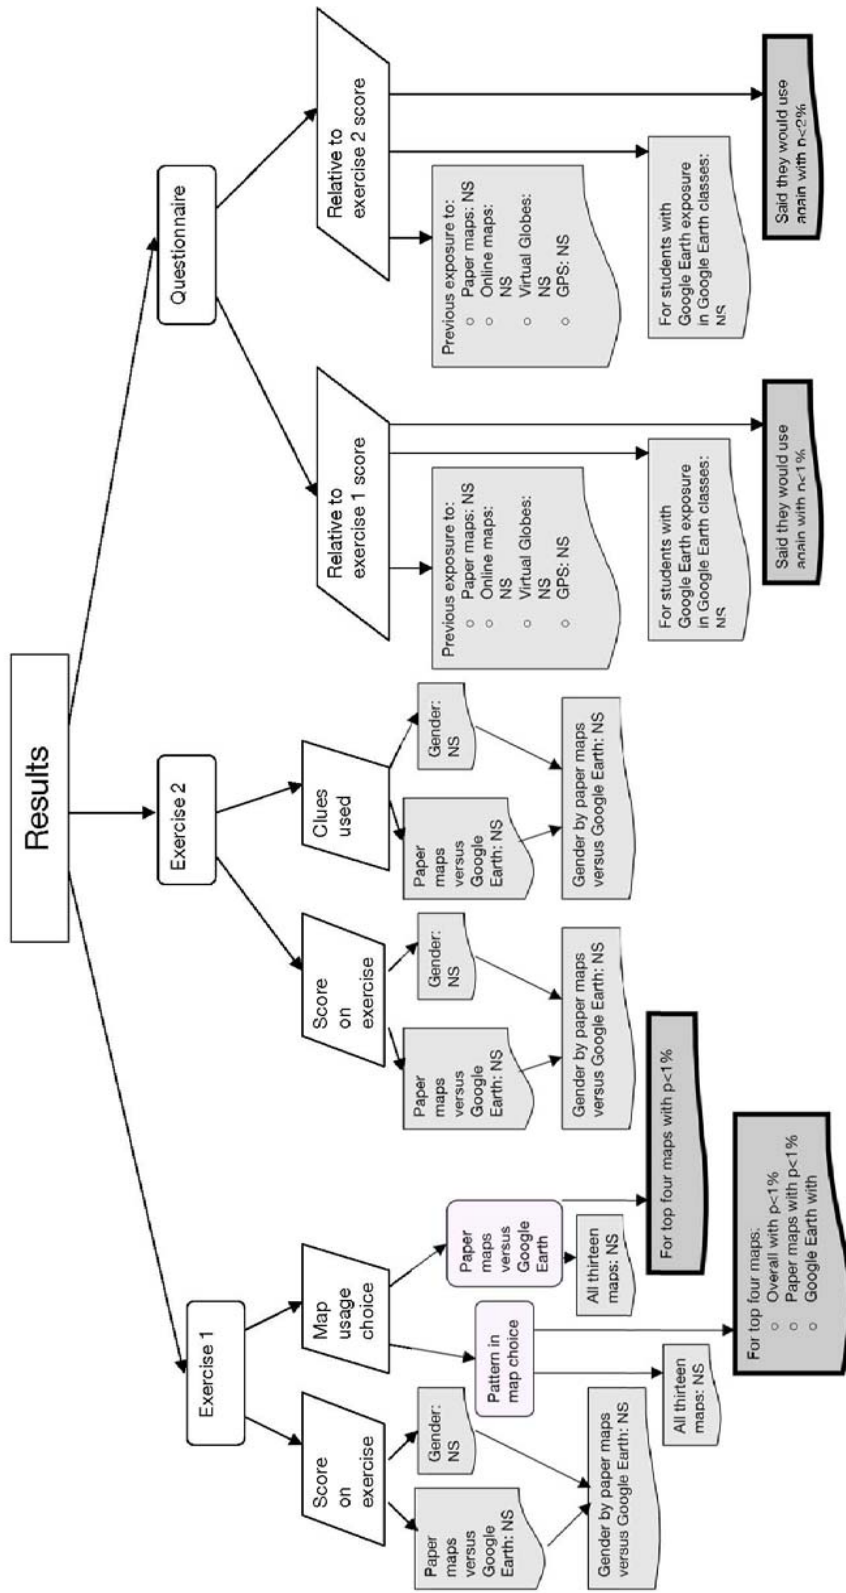 Results
Exercise 1
Score
on
exercise
Paper
maps
versus
Google
Earth: NS
Gender:
NS
Gender by paper maps
versus Google Earth: NS
Map
usage
choice
Pattern in
map choice
All thirteen
maps: NS
For top four maps:
○ Overall with p<1%
○ Paper maps with p<1%
○ Google Earth with
Paper
maps
versus
Google
Earth
All thirteen
maps: NS
For top four maps with p<1%
Exercise 2
Score
on
exercise
Paper
maps
versus
Google
Earth: NS
Gender:
NS
Gender by paper maps
versus Google Earth: NS
Clues
used
Paper
maps
versus
Google
Earth: NS
Gender:
NS
Gender by paper maps
versus Google Earth: NS
Questionnaire
Relative to
exercise 1 score
Previous exposure to:
○ Paper maps: NS
○ Online maps:
NS
○ Virtual Globes:
NS
○ GPS: NS
For students with
Google Earth exposure
in Google Earth classes:
NS
Said they would use
again with p<1%
Relative to
exercise 2 score
Previous exposure to:
○ Paper maps: NS
○ Online maps:
NS
○ Virtual Globes:
NS
○ GPS: NS
For students with
Google Earth exposure
in Google Earth classes:
NS
Said they would use
again with p<2%